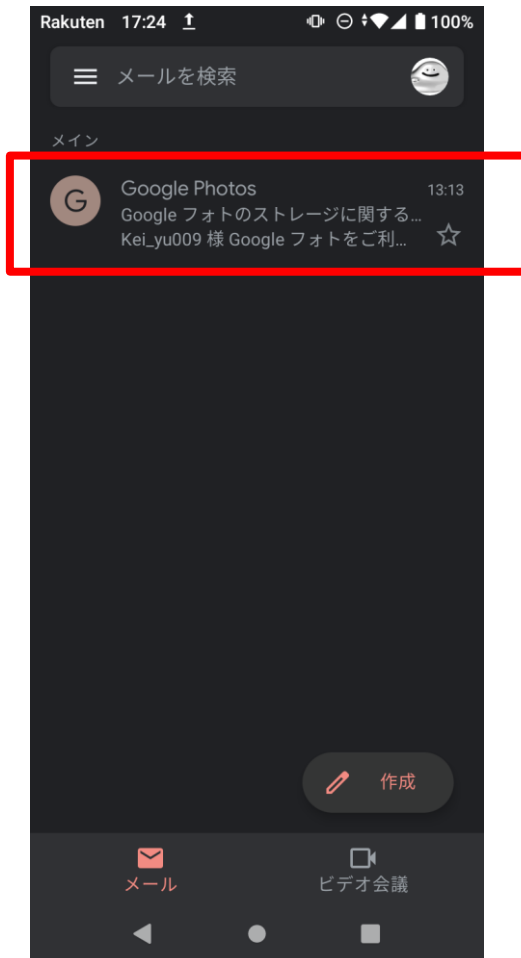 Rakuten 17:24 100%
メールを検索
メイン
G
Google Photos 13:13
Google フォトのストレージに関する...
Kei_yu009 様 Google フォトをご利...
作成
メール
ビデオ会議